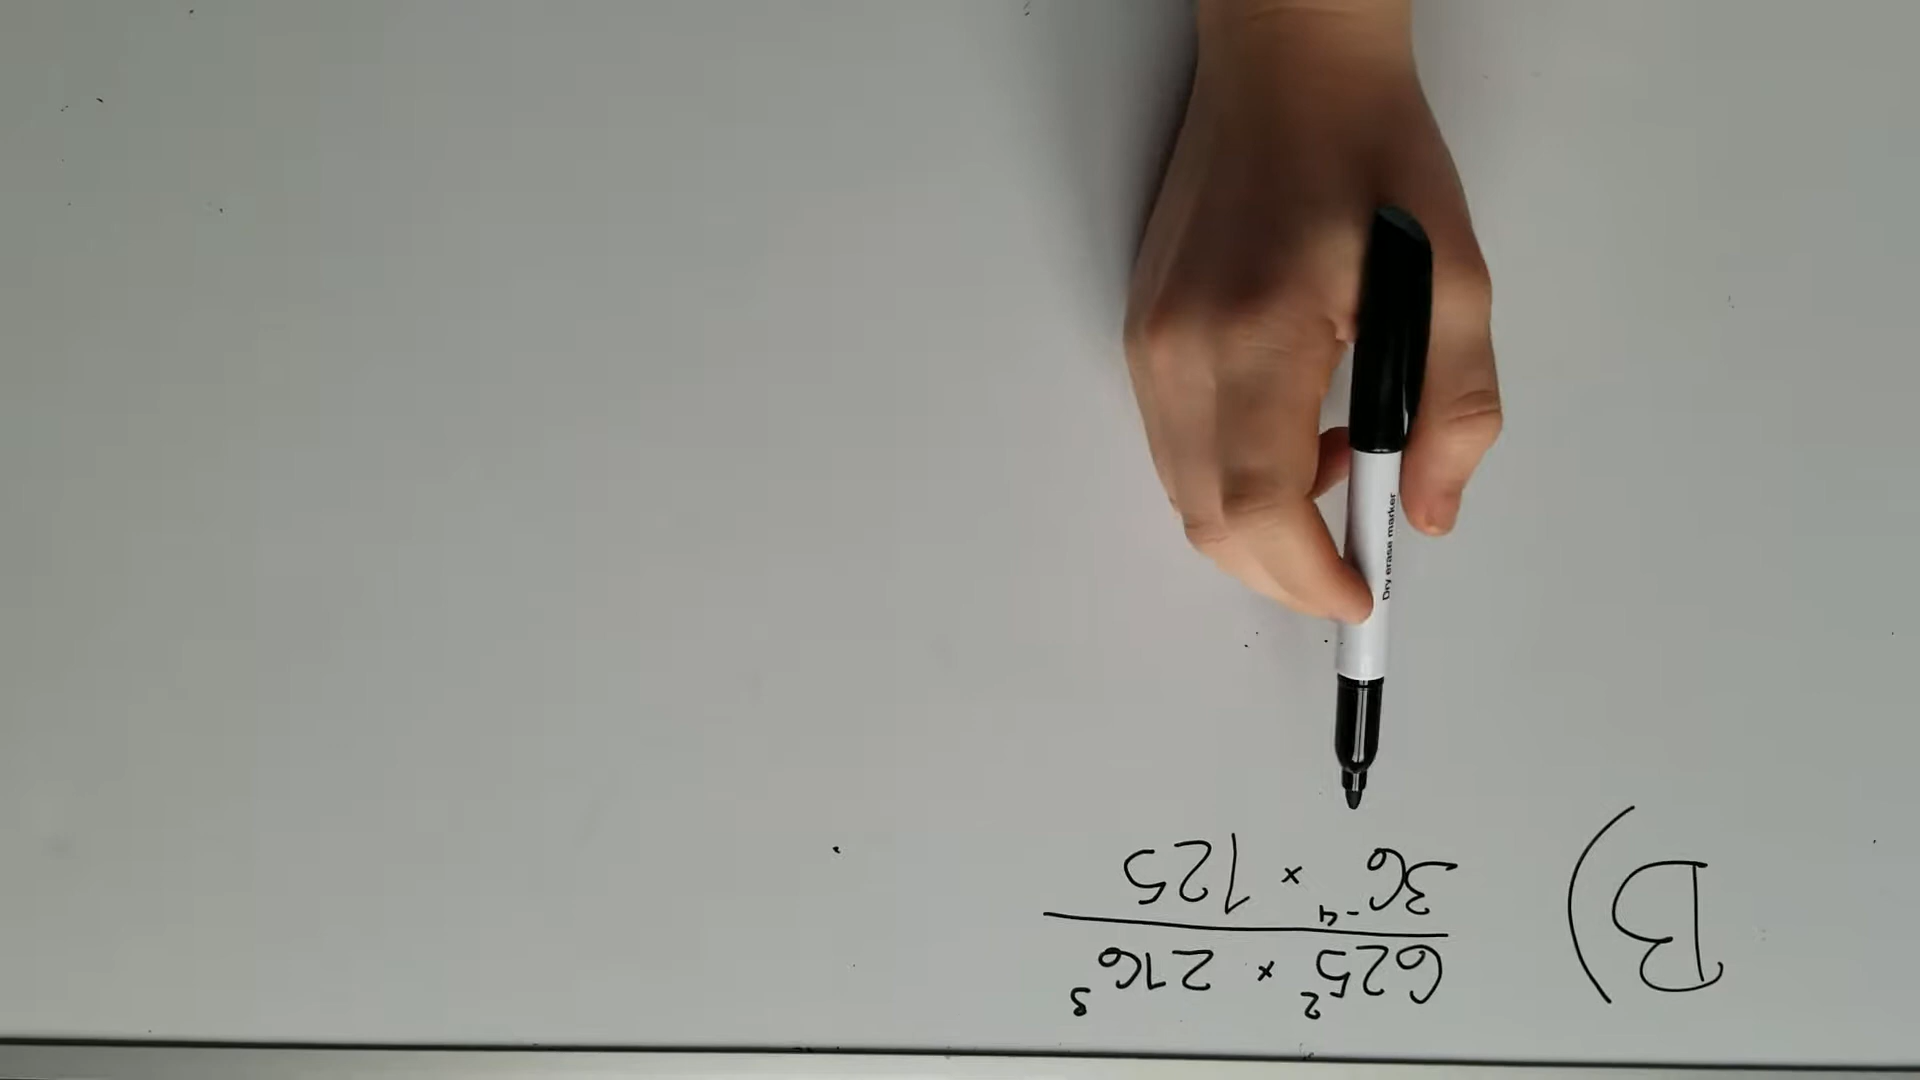 B)
625² × 216³
36⁻⁴ × 125
Dry erase marker